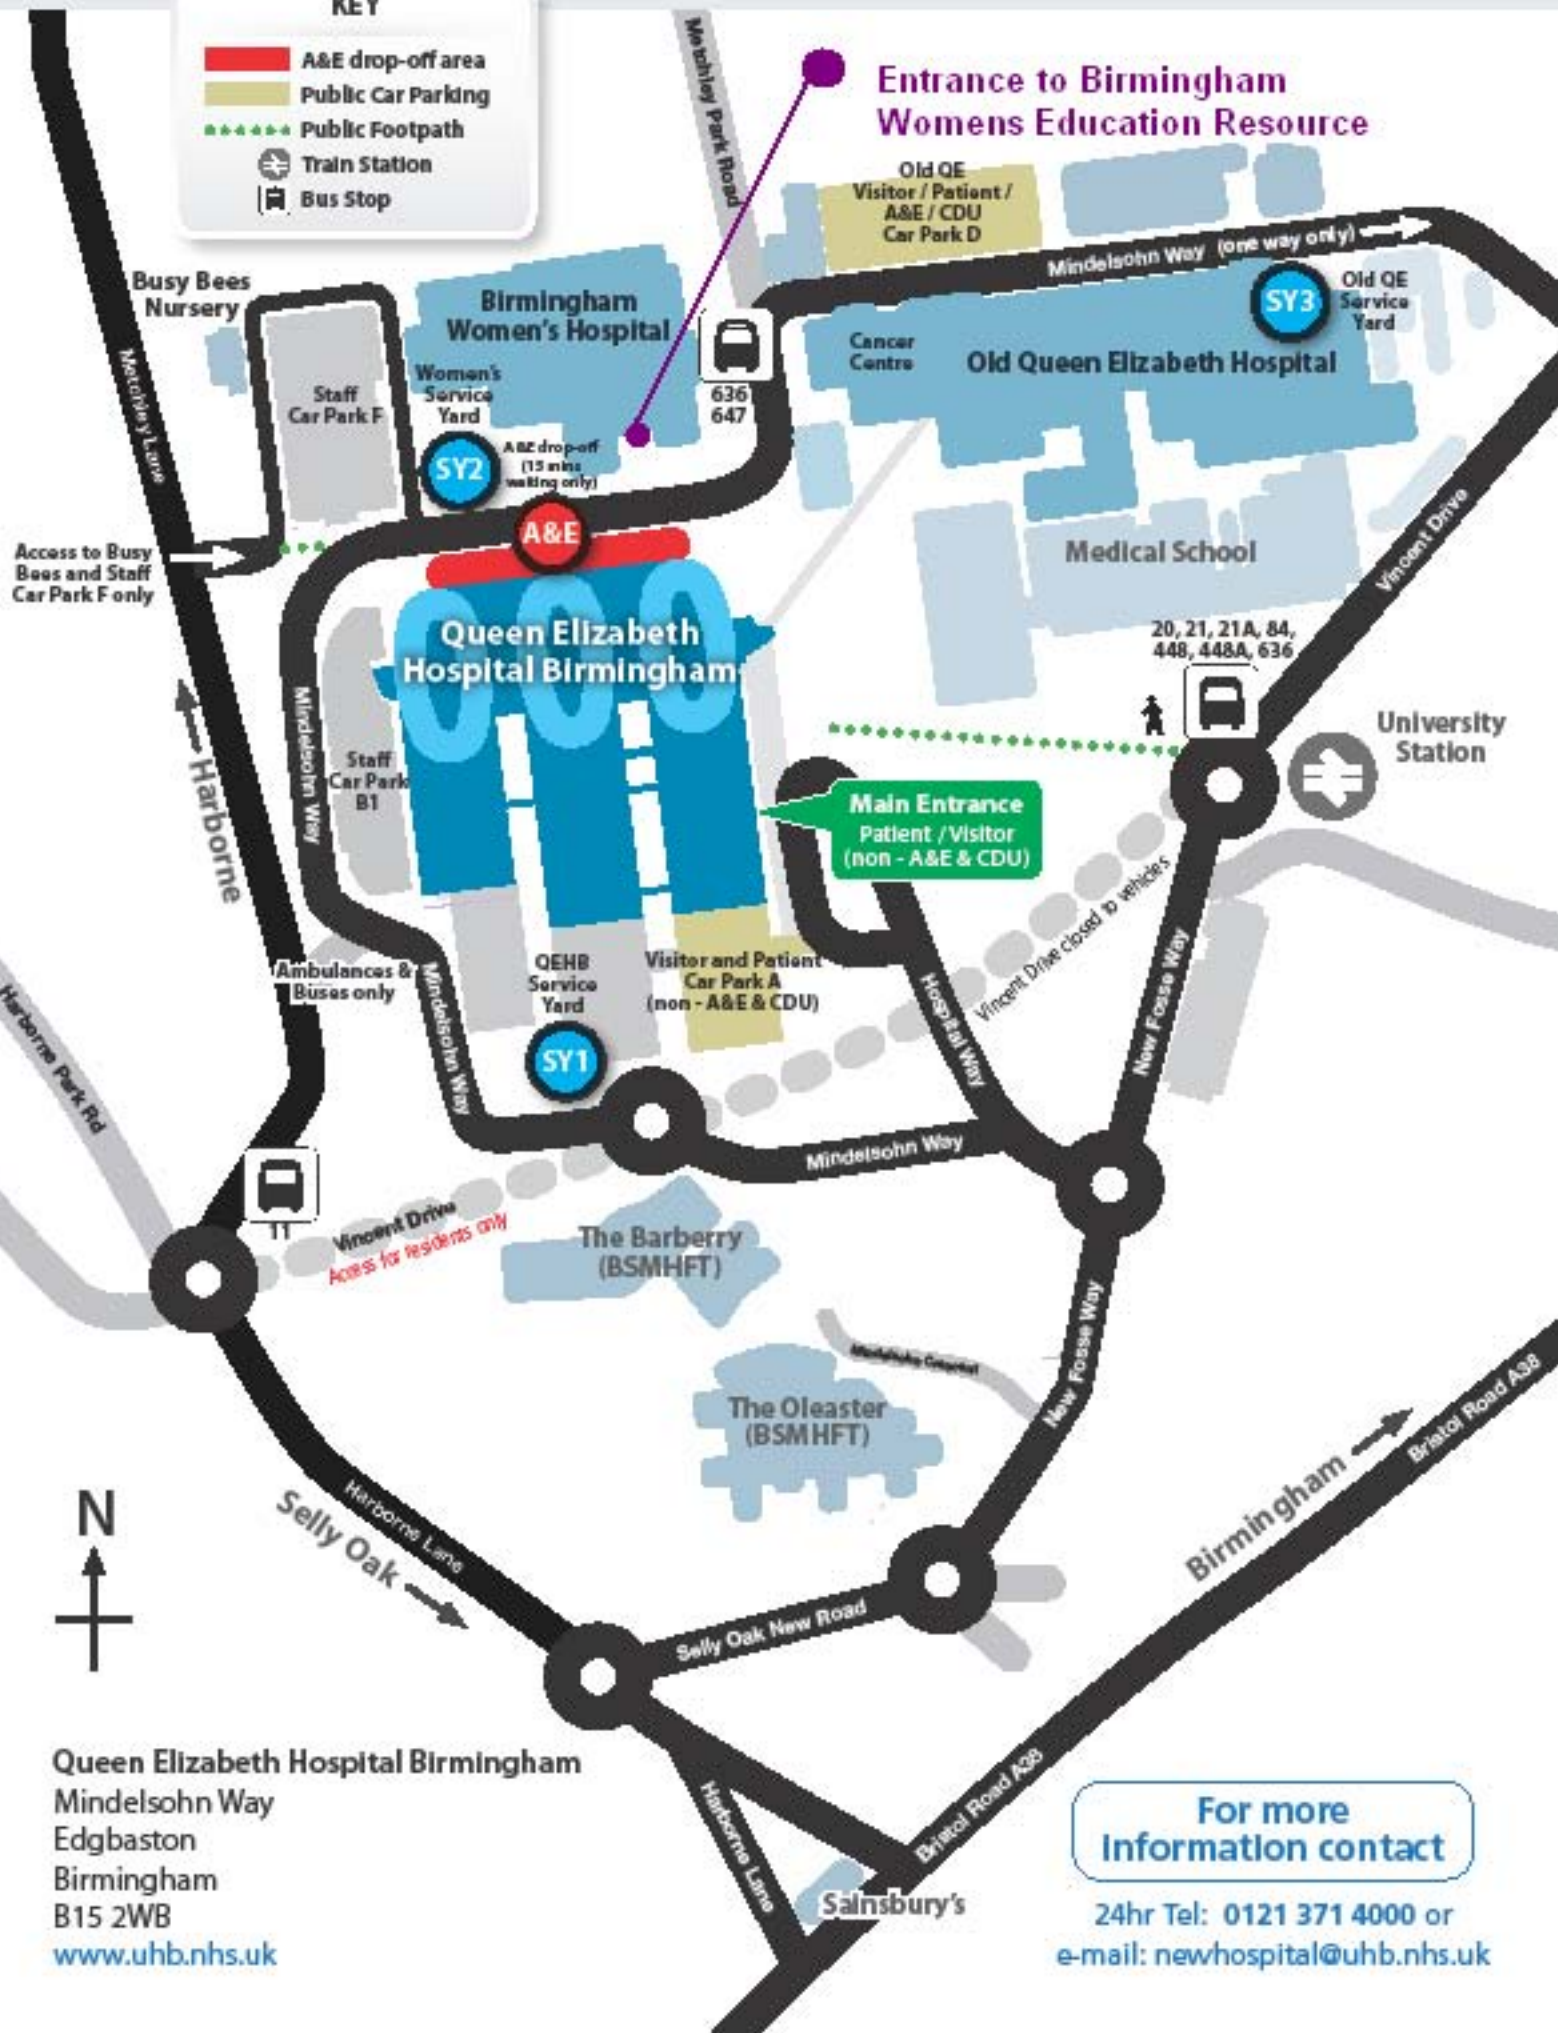 KEY
A&E drop-off area
Public Car Parking
Public Footpath
Train Station
Bus Stop
Metchley Park Road
Entrance to Birmingham
Womens Education Resource
Old QE
Visitor / Patient /
A&E / CDU
Car Park D
Mindelsohn Way (one way only)
Busy Bees
Nursery
Birmingham
Women's Hospital
SY3
Old QE
Service
Yard
Cancer
Centre
Old Queen Elizabeth Hospital
Metchley Lane
Staff
Car Park F
Women's
Service
Yard
636
647
SY2
A&E drop-off
(15 mins
waiting only)
A&E
Access to Busy
Bees and Staff
Car Park F only
Medical School
Vincent Drive
Queen Elizabeth
Hospital Birmingham
20, 21, 21A, 84,
448, 448A, 636
University
Station
Harborne
Mindelsohn Way
Staff
Car Park
B1
Main Entrance
Patient / Visitor
(non - A&E & CDU)
Vincent Drive closed to vehicles
New Fosse Way
Ambulances &
Buses only
Mindelsohn Way
QEHB
Service
Yard
Visitor and Patient
Car Park A
(non - A&E & CDU)
Hospital Way
Harborne Park Rd
SY1
Mindelsohn Way
11
Vincent Drive
Access for residents only
The Barberry
(BSMHFT)
New Fosse Way
The Oleaster
(BSMHFT)
Bristol Road A38
Birmingham
N
Harborne Lane
Selly Oak
Selly Oak New Road
Harborne Lane
Bristol Road A38
Sainsbury's
Queen Elizabeth Hospital Birmingham
Mindelsohn Way
Edgbaston
Birmingham
B15 2WB
www.uhb.nhs.uk
For more
information contact
24hr Tel: 0121 371 4000 or
e-mail: newhospital@uhb.nhs.uk